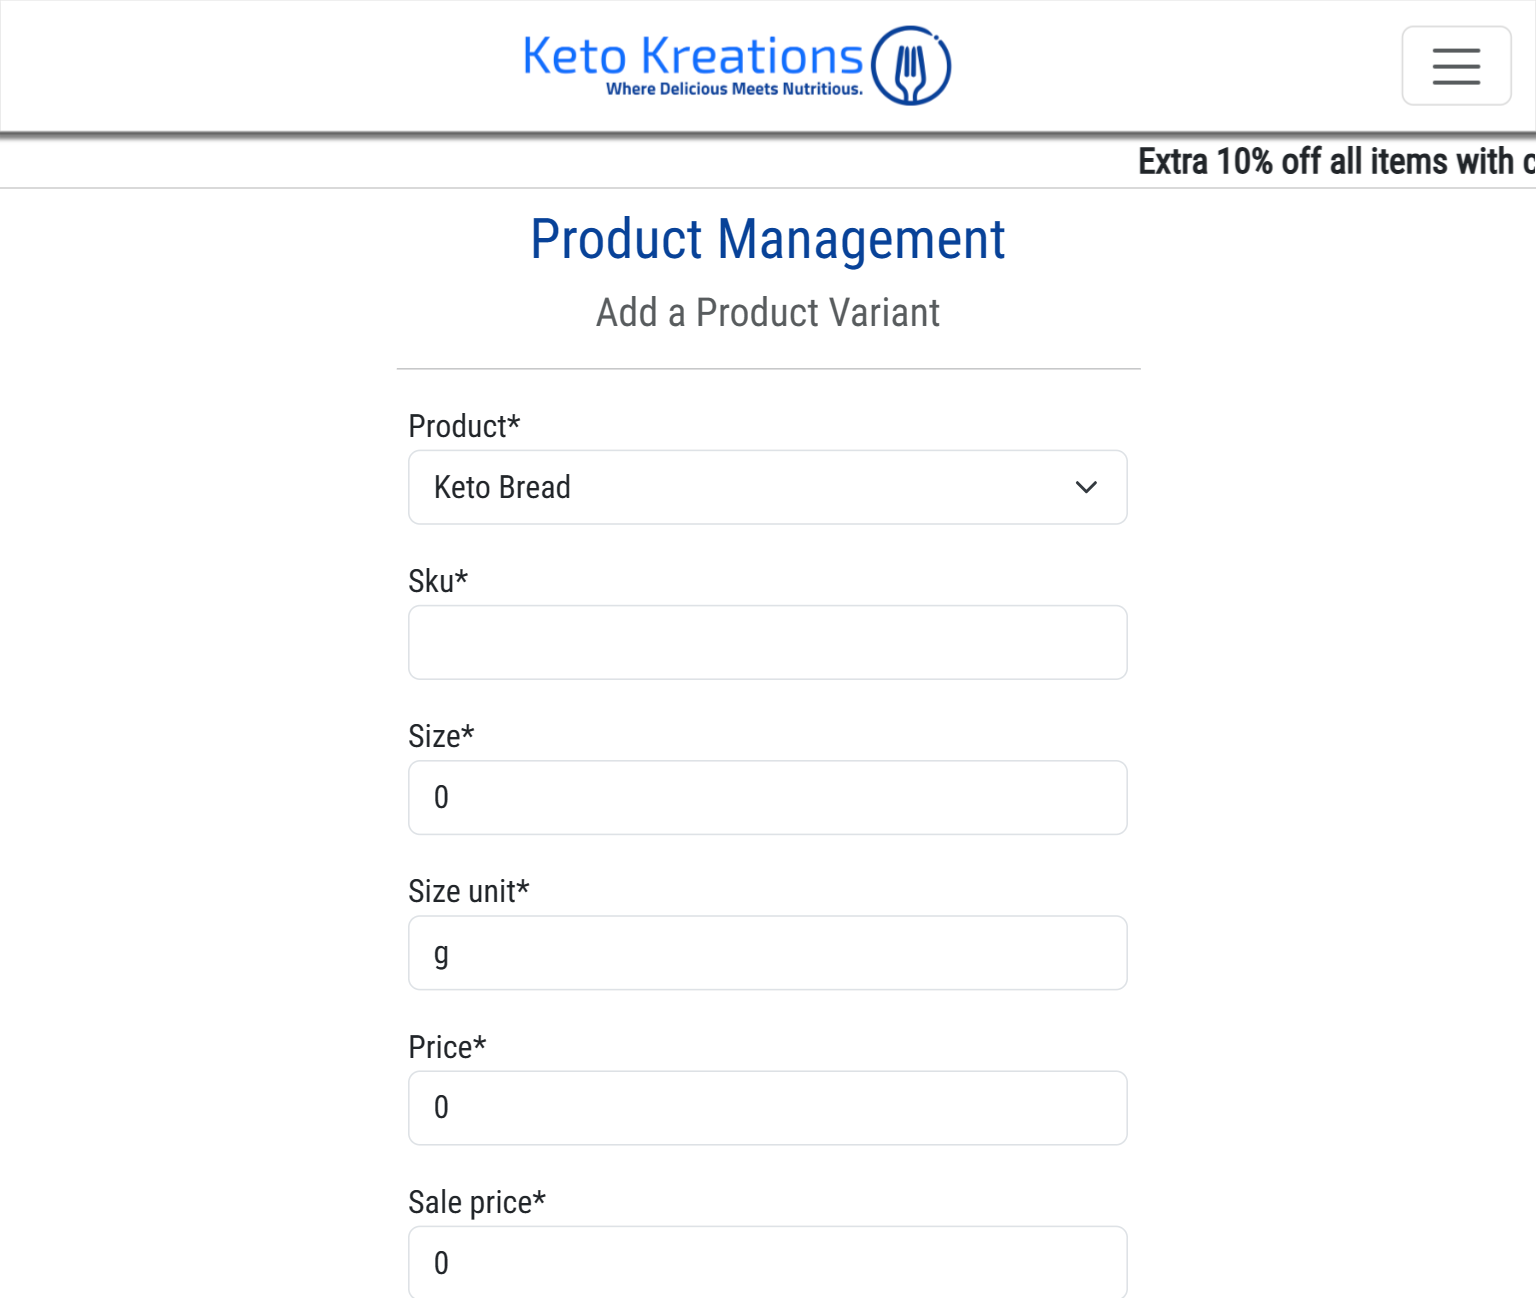 Keto Kreations
Where Delicious Meets Nutritious.
Extra 10% off all items with
Product Management
Add a Product Variant
Product*
Keto Bread
Sku*
Size*
0
Size unit*
g
Price*
0
Sale price*
0